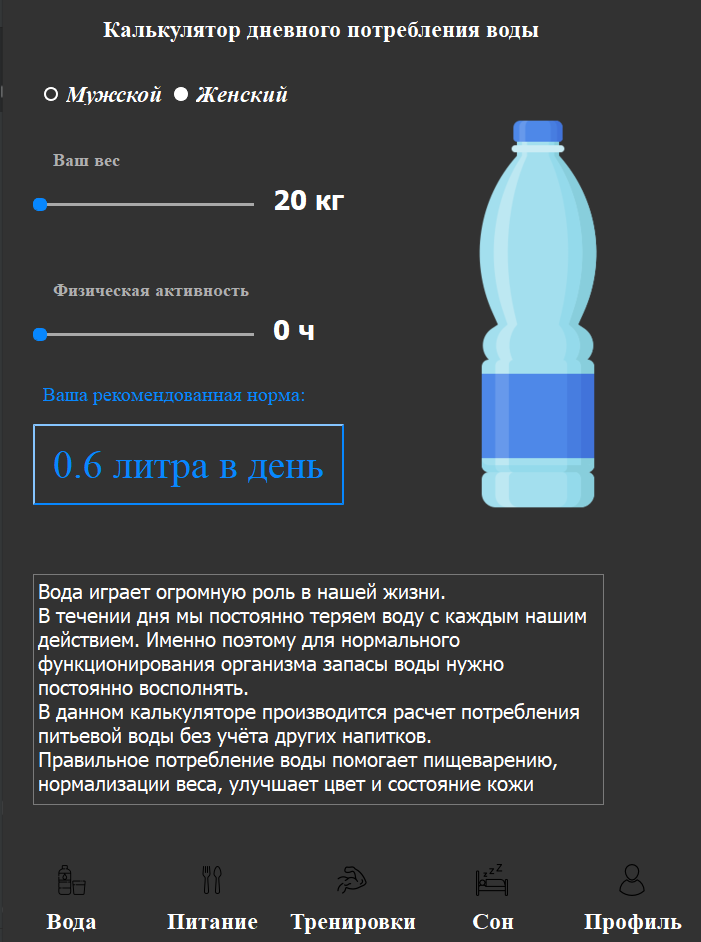 Калькулятор дневного потребления воды
Мужской Женский
Ваш вес
20 кг
Физическая активность
0 ч
Ваша рекомендованная норма:
0.6 литра в день
Вода играет огромную роль в нашей жизни.
В течении дня мы постоянно теряем воду с каждым нашим
действием. Именно поэтому для нормального
функционирования организма запасы воды нужно
постоянно восполнять.
В данном калькуляторе производится расчет потребления
питьевой воды без учёта других напитков.
Правильное потребление воды помогает пищеварению,
нормализации веса, улучшает цвет и состояние кожи
Вода Питание Тренировки Сон Профиль